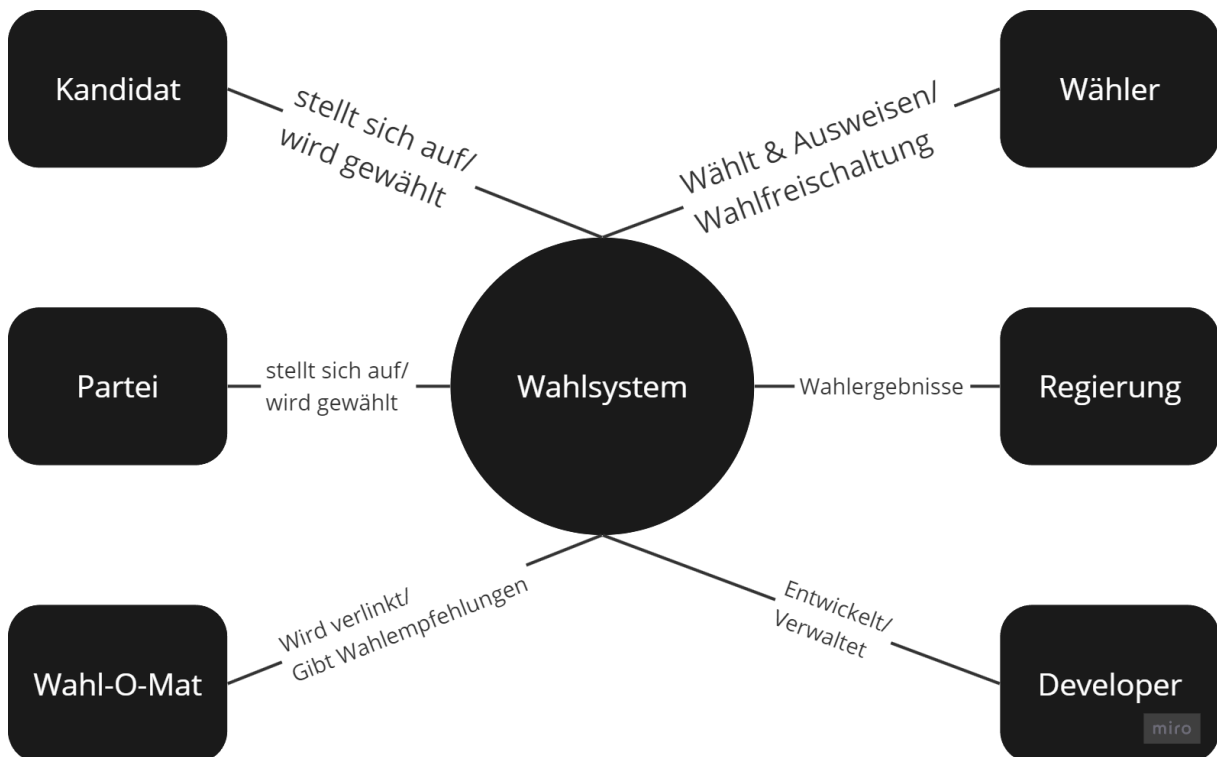 Kandidat
stellt sich auf/
wird gewählt
Wählt & Ausweisen/
Wahlfreischaltung
Wähler
Partei
stellt sich auf/
wird gewählt
Wahlsystem
Wahlergebnisse
Regierung
Wahl-O-Mat
Wird verlinkt/
Gibt Wahlempfehlungen
Entwickelt/
Verwaltet
Developer
miro